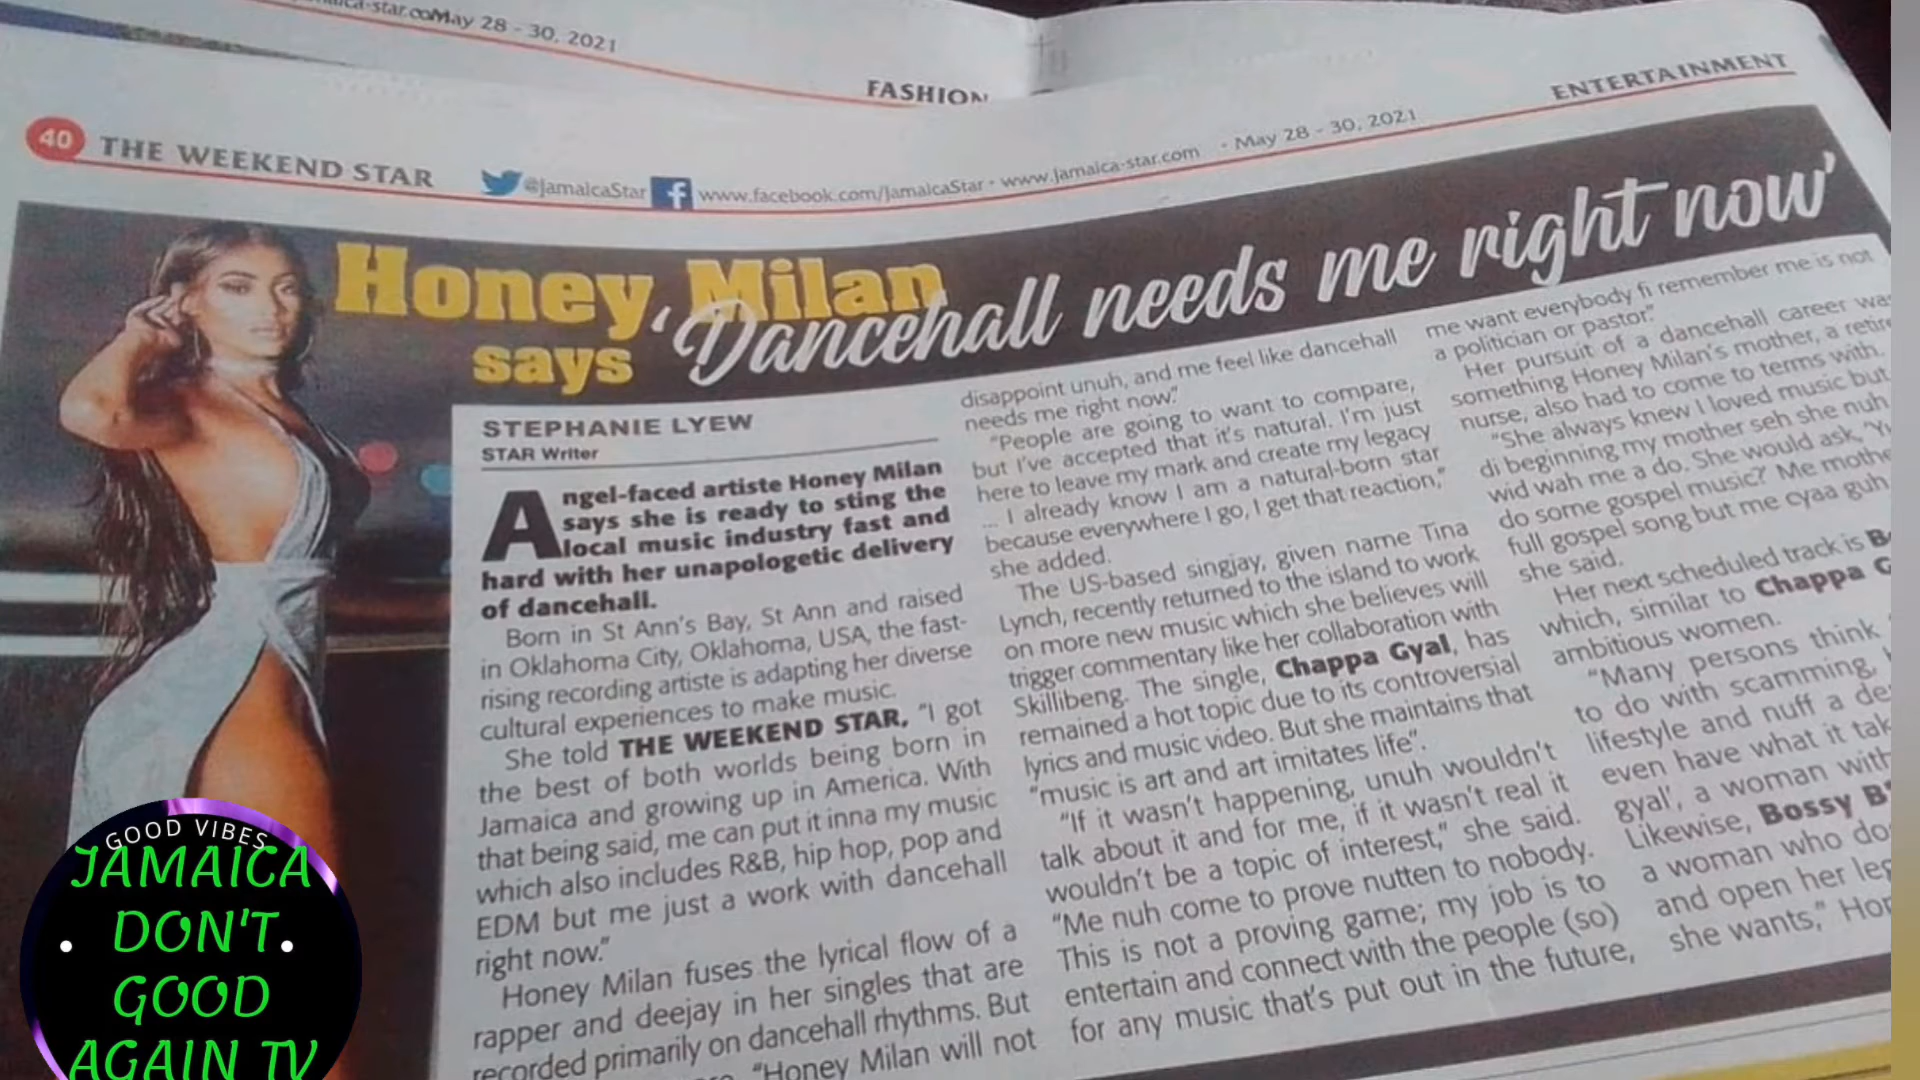 May 28 - 30, 2021
FASHION
40 THE WEEKEND STAR
@JamaicaStar www.facebook.com/JamaicaStar • www.jamaica-star.com • May 28 - 30, 2021
ENTERTAINMENT
Honey Milan
says 'Dancehall needs me right now'
STEPHANIE LYEW
STAR Writer
Angel-faced artiste Honey Milan
says she is ready to sting the
local music industry fast and
hard with her unapologetic delivery
of dancehall.
Born in St Ann's Bay, St Ann and raised
in Oklahoma City, Oklahoma, USA, the fast-
rising recording artiste is adapting her diverse
cultural experiences to make music.
She told THE WEEKEND STAR, "I got
the best of both worlds being born in
Jamaica and growing up in America. With
that being said, me can put it inna my music
which also includes R&B, hip hop, pop and
EDM but me just a work with dancehall
right now."
Honey Milan fuses the lyrical flow of a
rapper and deejay in her singles that are
recorded primarily on dancehall rhythms. But
"Honey Milan will not
disappoint unuh, and me feel like dancehall
needs me right now."
"People are going to want to compare,
but I've accepted that it's natural. I'm just
here to leave my mark and create my legacy
... I already know I am a natural-born star
because everywhere I go, I get that reaction,"
she added.
The US-based singjay, given name Tina
Lynch, recently returned to the island to work
on more new music which she believes will
trigger commentary like her collaboration with
Skillibeng. The single, Chappa Gyal, has
remained a hot topic due to its controversial
lyrics and music video. But she maintains that
"music is art and art imitates life".
"If it wasn't happening, unuh wouldn't
talk about it and for me, if it wasn't real it
wouldn't be a topic of interest," she said.
"Me nuh come to prove nutten to nobody.
This is not a proving game; my job is to
entertain and connect with the people (so)
for any music that's put out in the future,
me want everybody fi remember me is not
a politician or pastor."
Her pursuit of a dancehall career was
something Honey Milan's mother, a retire
nurse, also had to come to terms with.
"She always knew I loved music but
di beginning my mother seh she nuh
wid wah me a do. She would ask,
do some gospel music?' Me mothe
full gospel song but me cyaa guh
she said.
Her next scheduled track is
which, similar to Chappa G
ambitious women.
"Many persons think
to do with scamming,
lifestyle and nuff a de
even have what it tak
gyal', a woman with
Likewise, Bossy B
a woman who do
and open her leg
she wants," Hon
GOOD VIBES
JAMAICA
DON'T
GOOD
AGAIN TV